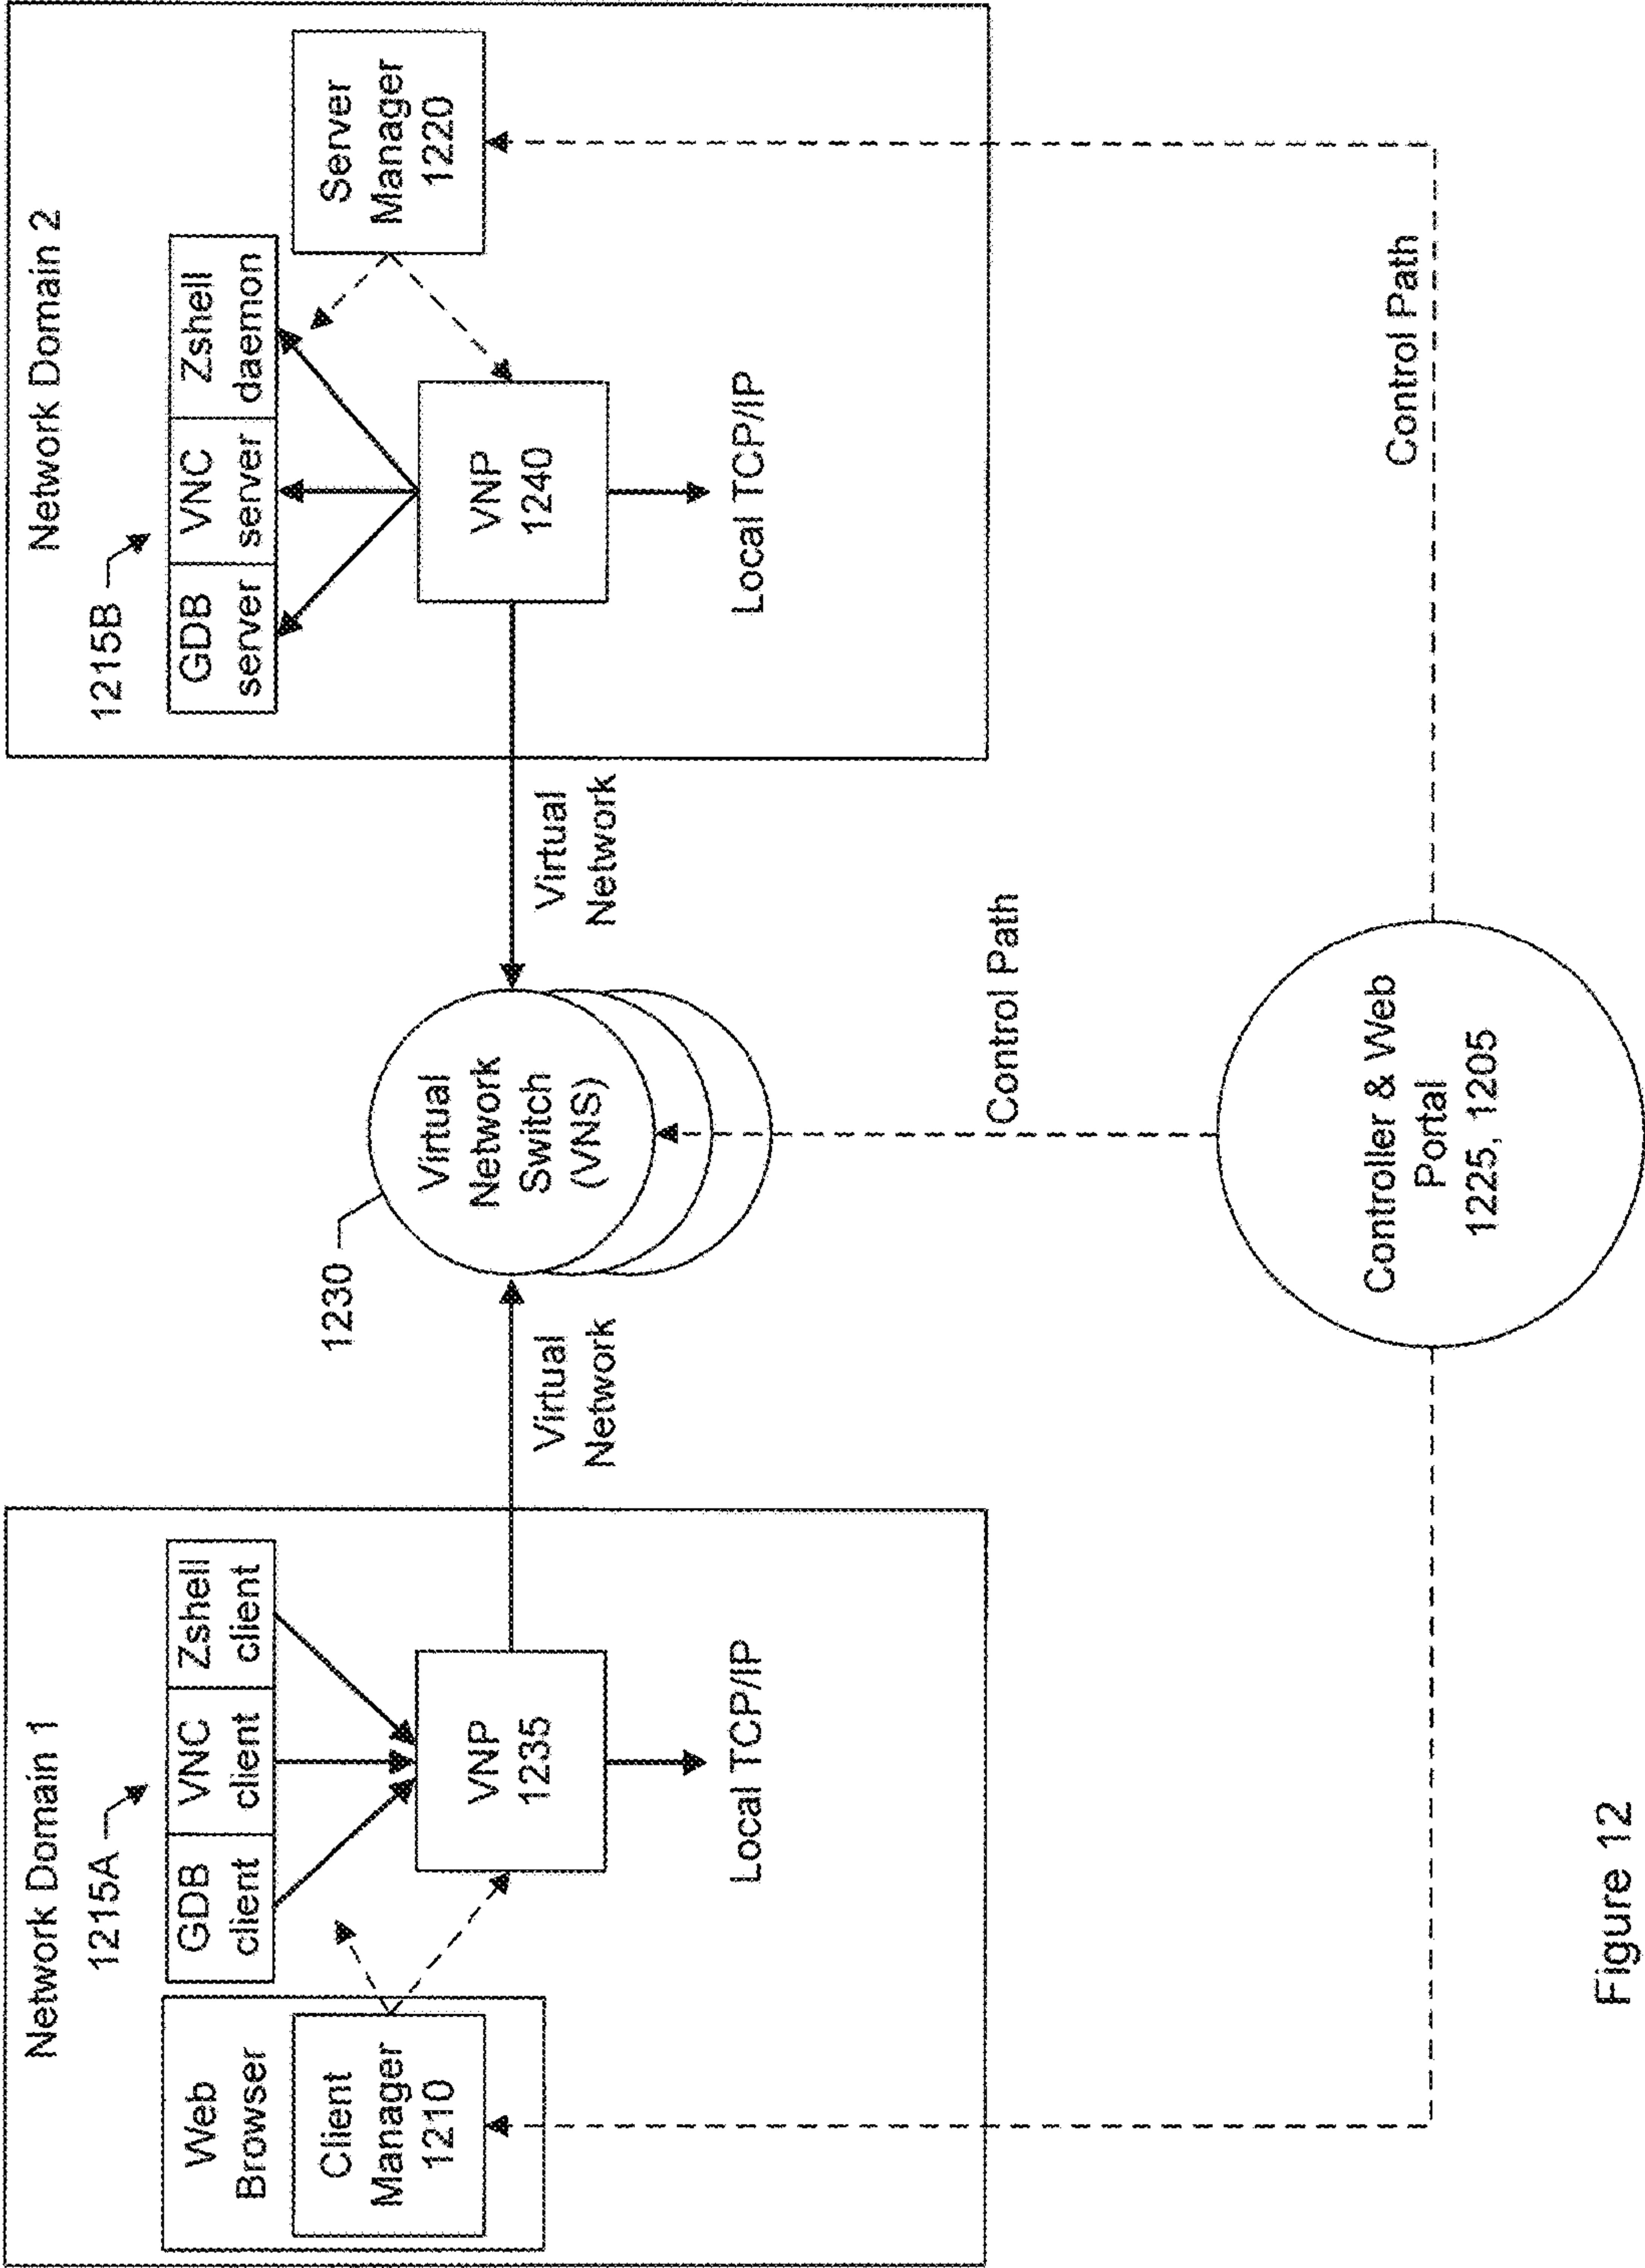 Network Domain 1
1215A
GDB
client
VNC
client
Zshell
client
Web
Browser
Client
Manager
1210
VNP
1235
Local TCP/IP
Virtual
Network
1230
Virtual
Network
Switch
(VNS)
Virtual
Network
Network Domain 2
1215B
GDB
server
VNC
server
Zshell
daemon
Server
Manager
1220
VNP
1240
Local TCP/IP
Control Path
Control Path
Controller & Web
Portal
1225, 1205
Figure 12